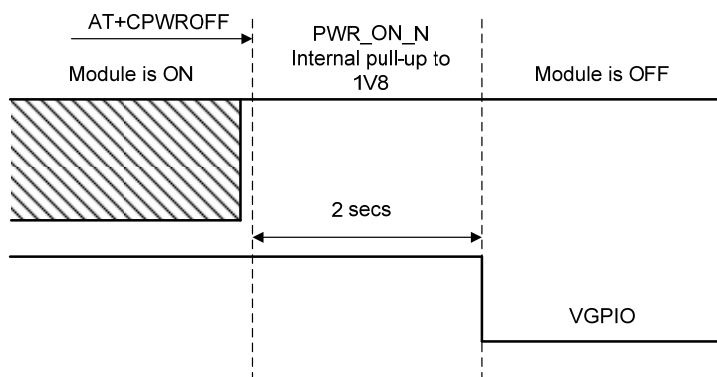 AT+CPWROFF
PWR_ON_N
Internal pull-up to
1V8
Module is ON
Module is OFF
2 secs
VGPIO